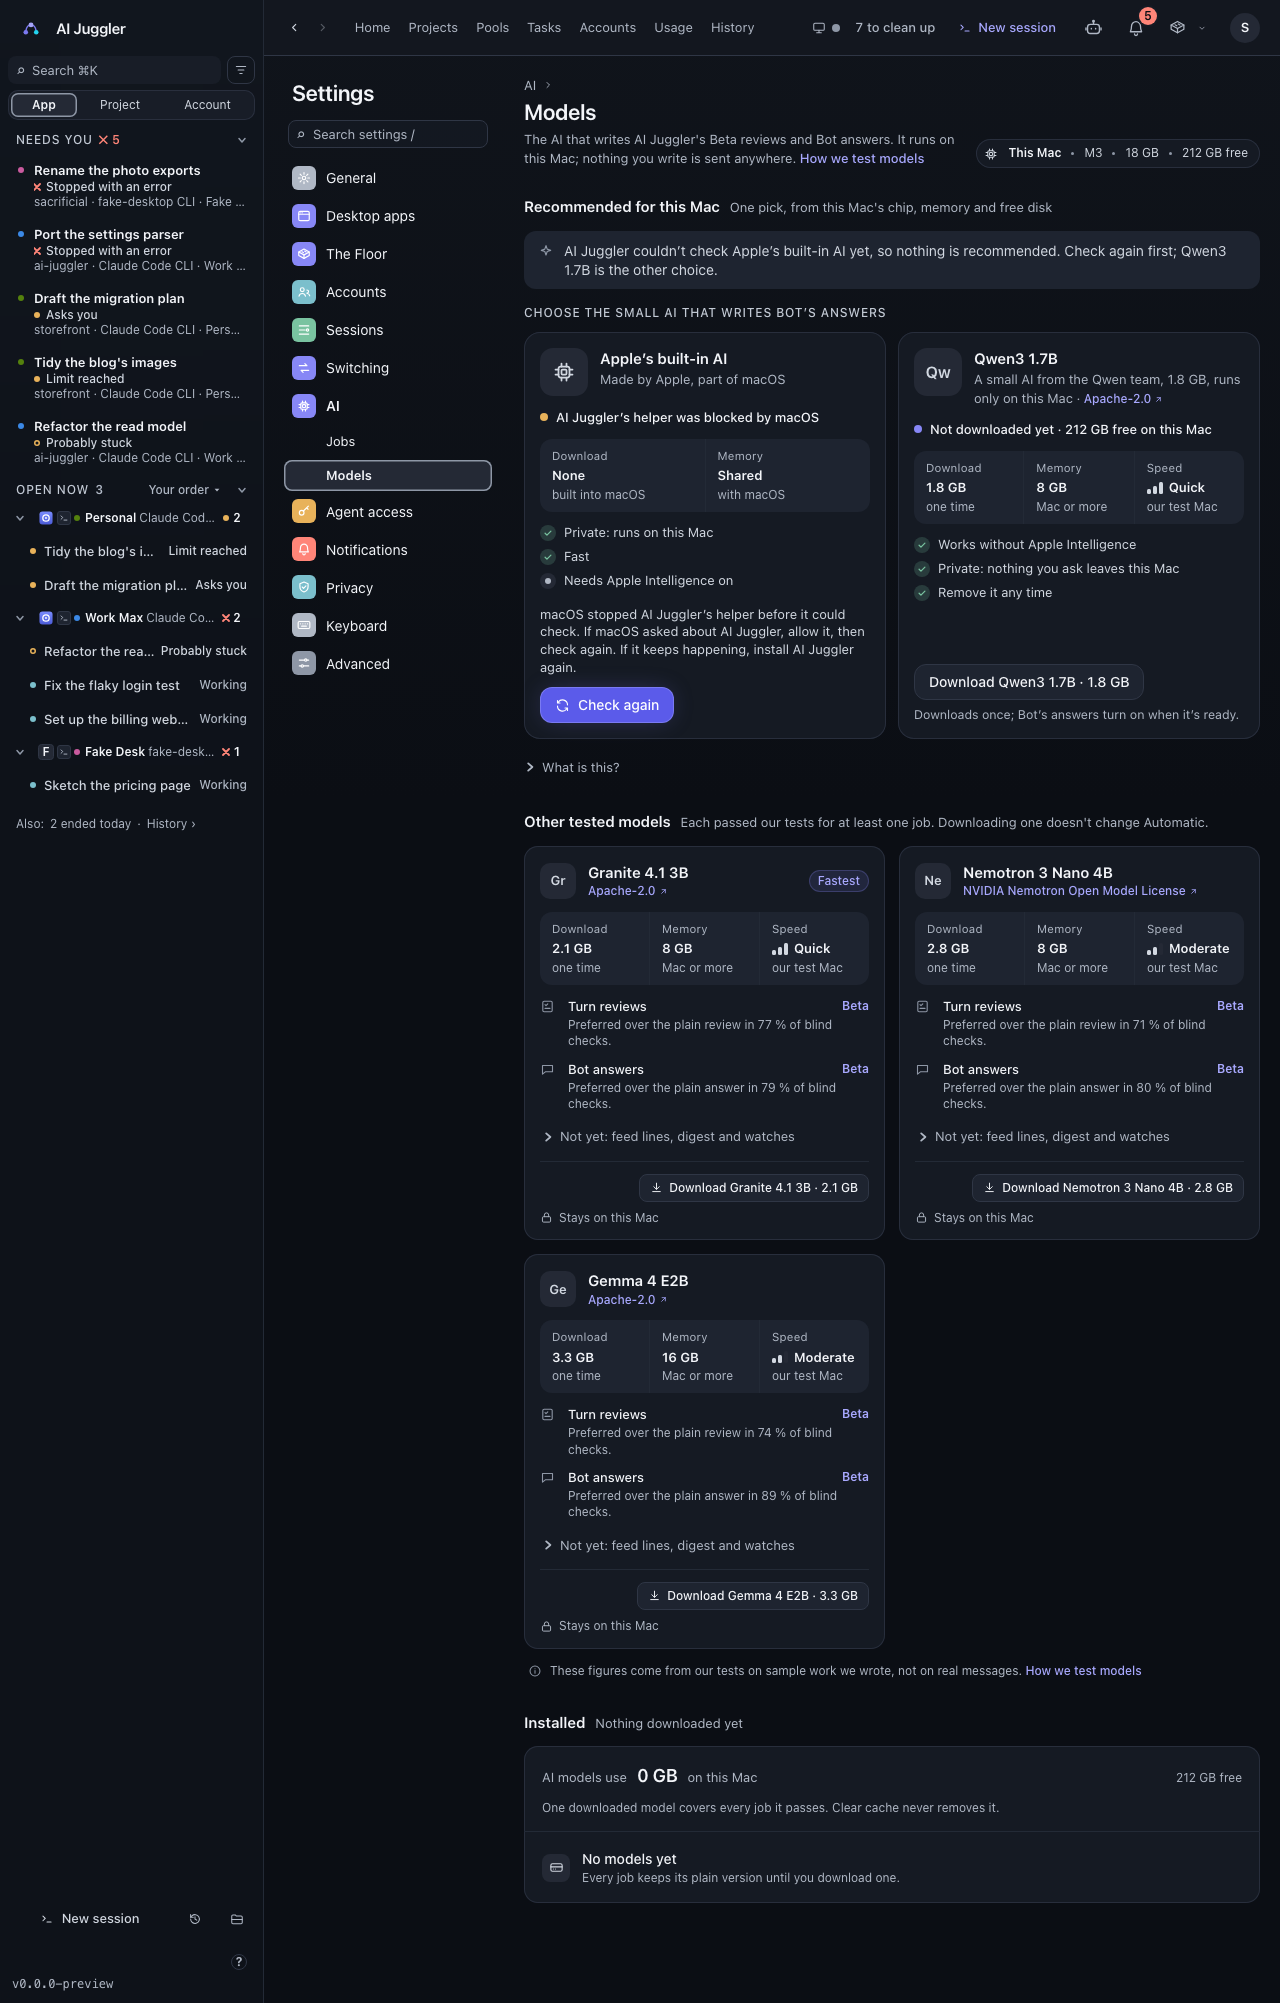 AI Juggler
Search ⌘K
App Project Account
NEEDS YOU 5
Rename the photo exports
Stopped with an error
sacrificial · fake-desktop CLI · Fake ...
Port the settings parser
Stopped with an error
ai-juggler · Claude Code CLI · Work ...
Draft the migration plan
Asks you
storefront · Claude Code CLI · Pers...
Tidy the blog's images
Limit reached
storefront · Claude Code CLI · Pers...
Refactor the read model
Probably stuck
ai-juggler · Claude Code CLI · Work ...
OPEN NOW 3 Your order
Personal Claude Cod... 2
Tidy the blog's i... Limit reached
Draft the migration pl... Asks you
Work Max Claude Co... 2
Refactor the rea... Probably stuck
Fix the flaky login test Working
Set up the billing web... Working
F Fake Desk fake-desk... 1
Sketch the pricing page Working
Also: 2 ended today · History ›
New session
?
v0.0.0-preview
Home Projects Pools Tasks Accounts Usage History
7 to clean up
New session
5
S
Settings
Search settings /
General
Desktop apps
The Floor
Accounts
Sessions
Switching
AI
Jobs
Models
Agent access
Notifications
Privacy
Keyboard
Advanced
AI ›
Models
The AI that writes AI Juggler's Beta reviews and Bot answers. It runs on
this Mac; nothing you write is sent anywhere. How we test models
This Mac • M3 • 18 GB • 212 GB free
Recommended for this Mac One pick, from this Mac's chip, memory and free disk
AI Juggler couldn’t check Apple’s built-in AI yet, so nothing is recommended. Check again first; Qwen3
1.7B is the other choice.
CHOOSE THE SMALL AI THAT WRITES BOT’S ANSWERS
Apple’s built-in AI
Made by Apple, part of macOS
AI Juggler’s helper was blocked by macOS
Download Memory
None Shared
built into macOS with macOS
Private: runs on this Mac
Fast
Needs Apple Intelligence on
macOS stopped AI Juggler’s helper before it could
check. If macOS asked about AI Juggler, allow it, then
check again. If it keeps happening, install AI Juggler
again.
Check again
Qw
Qwen3 1.7B
A small AI from the Qwen team, 1.8 GB, runs
only on this Mac · Apache-2.0 ↗
Not downloaded yet · 212 GB free on this Mac
Download Memory Speed
1.8 GB 8 GB Quick
one time Mac or more our test Mac
Works without Apple Intelligence
Private: nothing you ask leaves this Mac
Remove it any time
Download Qwen3 1.7B · 1.8 GB
Downloads once; Bot’s answers turn on when it’s ready.
What is this?
Other tested models Each passed our tests for at least one job. Downloading one doesn't change Automatic.
Gr
Granite 4.1 3B
Apache-2.0 ↗
Fastest
Download Memory Speed
2.1 GB 8 GB Quick
one time Mac or more our test Mac
Turn reviews Beta
Preferred over the plain review in 77 % of blind
checks.
Bot answers Beta
Preferred over the plain answer in 79 % of blind
checks.
Not yet: feed lines, digest and watches
Download Granite 4.1 3B · 2.1 GB
Stays on this Mac
Ne
Nemotron 3 Nano 4B
NVIDIA Nemotron Open Model License ↗
Download Memory Speed
2.8 GB 8 GB Moderate
one time Mac or more our test Mac
Turn reviews Beta
Preferred over the plain review in 71 % of blind
checks.
Bot answers Beta
Preferred over the plain answer in 80 % of blind
checks.
Not yet: feed lines, digest and watches
Download Nemotron 3 Nano 4B · 2.8 GB
Stays on this Mac
Ge
Gemma 4 E2B
Apache-2.0 ↗
Download Memory Speed
3.3 GB 16 GB Moderate
one time Mac or more our test Mac
Turn reviews Beta
Preferred over the plain review in 74 % of blind
checks.
Bot answers Beta
Preferred over the plain answer in 89 % of blind
checks.
Not yet: feed lines, digest and watches
Download Gemma 4 E2B · 3.3 GB
Stays on this Mac
These figures come from our tests on sample work we wrote, not on real messages. How we test models
Installed Nothing downloaded yet
AI models use 0 GB on this Mac 212 GB free
One downloaded model covers every job it passes. Clear cache never removes it.
No models yet
Every job keeps its plain version until you download one.